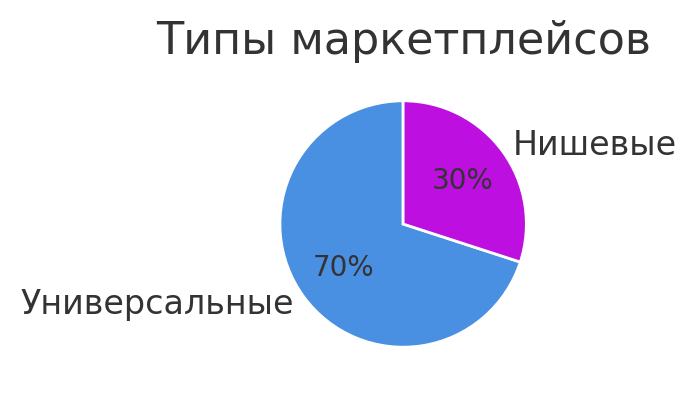 Типы маркетплейсов
Нишевые
30%
70%
Универсальные